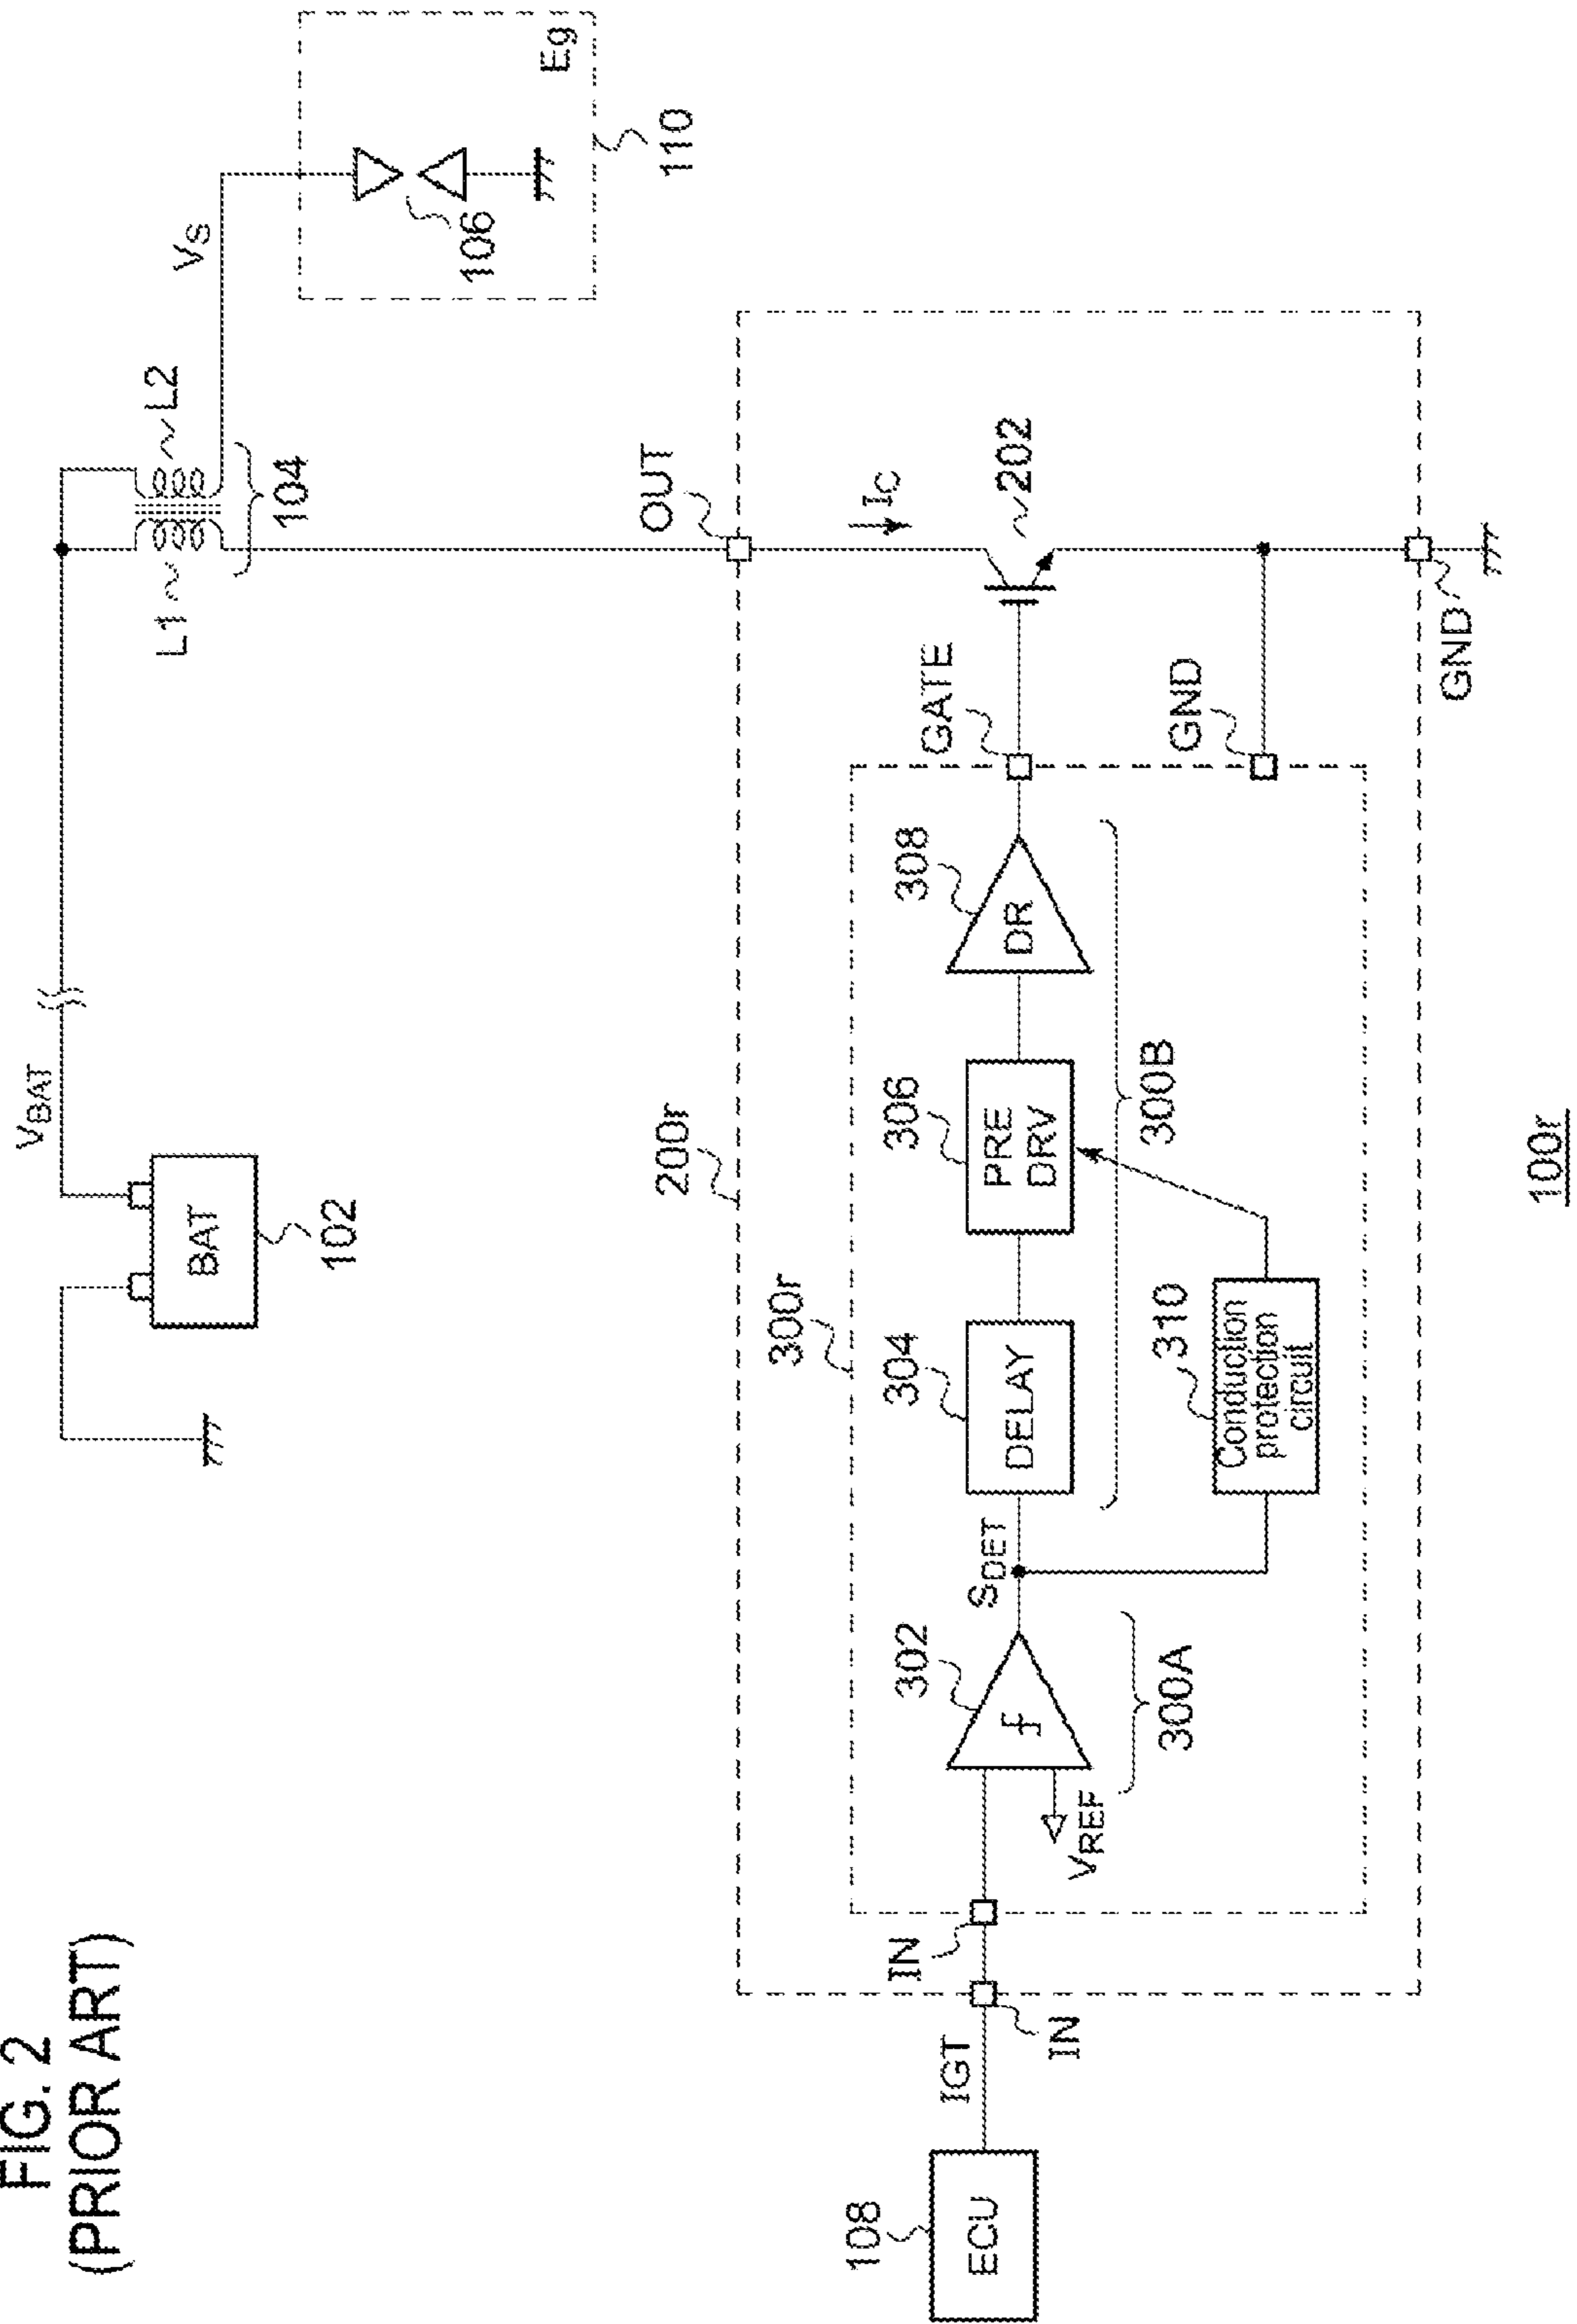 FIG. 2
(PRIOR ART)
VBAT
BAT
102
L1
L2
104
VS
106
Eg
110
200r
OUT
IC
202
300r
GATE
GND
GND
ECU
108
IGT
IN
IN
302
VREF
300A
SDET
304
DELAY
306
PRE
DRV
308
DR
300B
310
Conduction
protection
circuit
100r